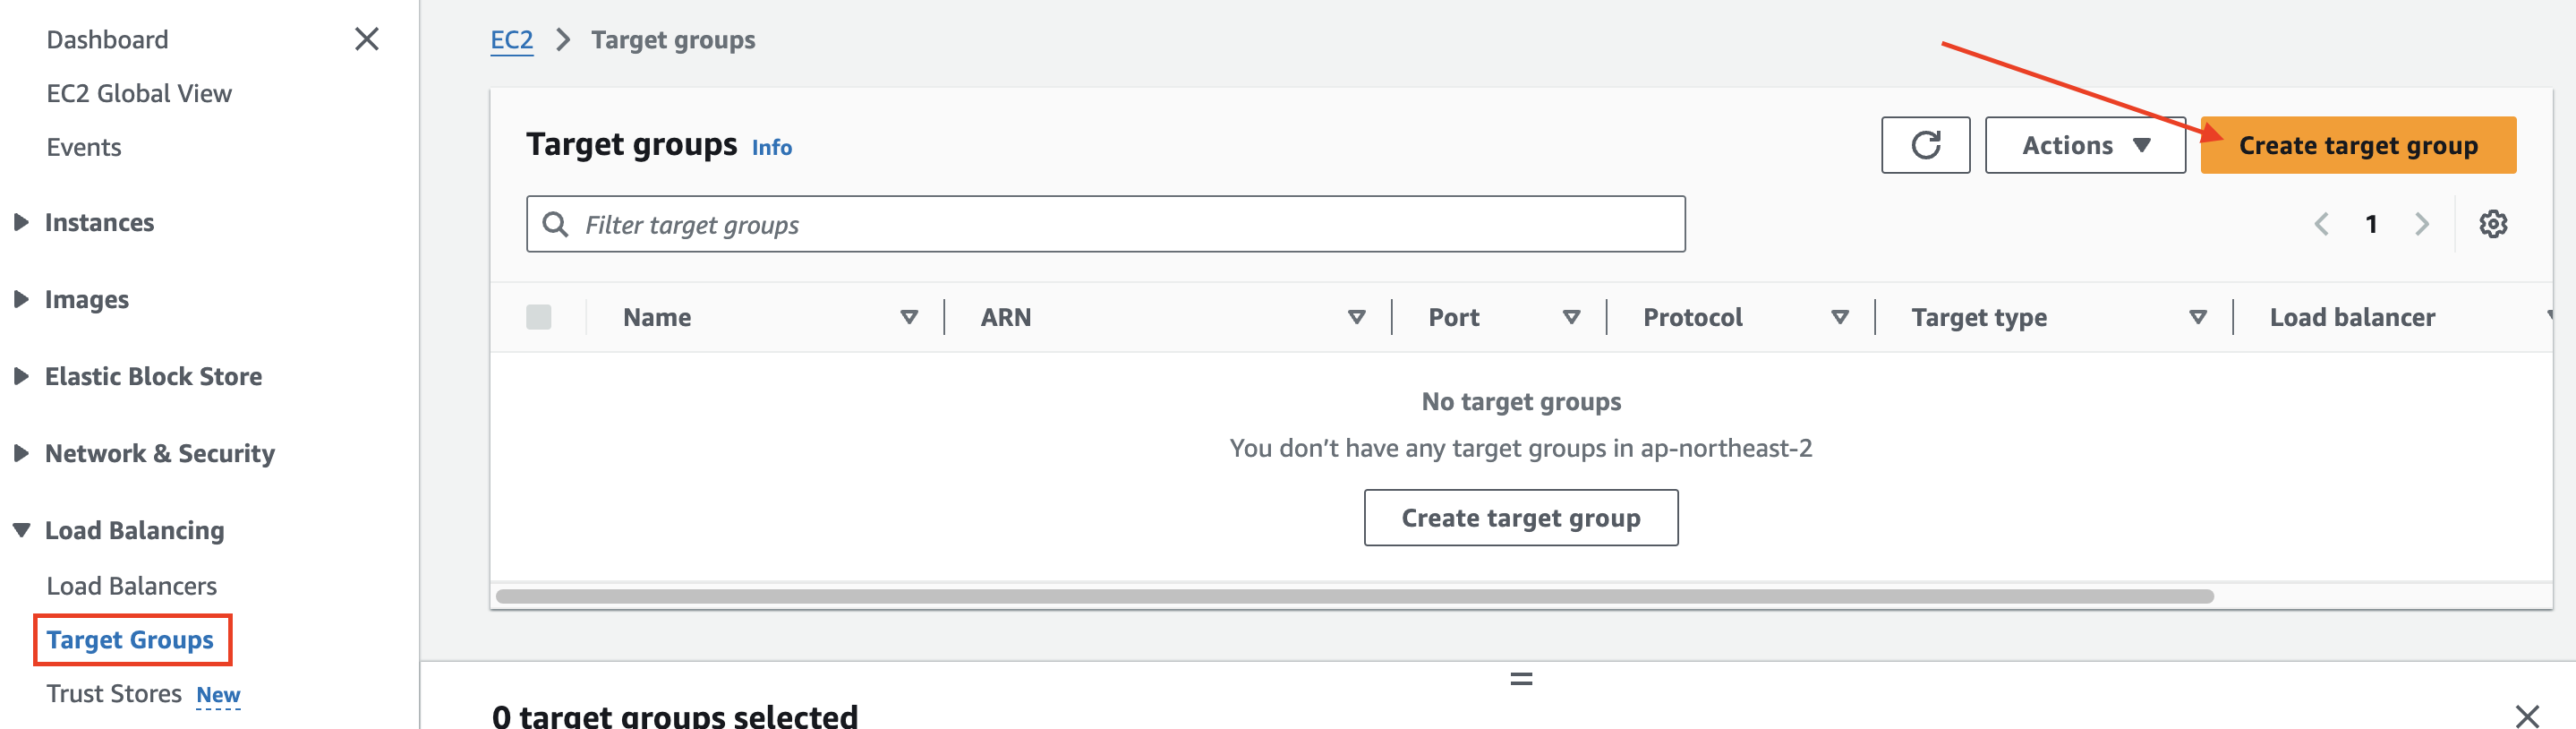 Dashboard
EC2 Global View
Events
Instances
Images
Elastic Block Store
Network & Security
Load Balancing
Load Balancers
Target Groups
Trust Stores New
EC2 Target groups
Target groups Info
Actions
Create target group
Filter target groups
1
Name ARN Port Protocol Target type Load balancer
No target groups
You don’t have any target groups in ap-northeast-2
Create target group
0 target groups selected